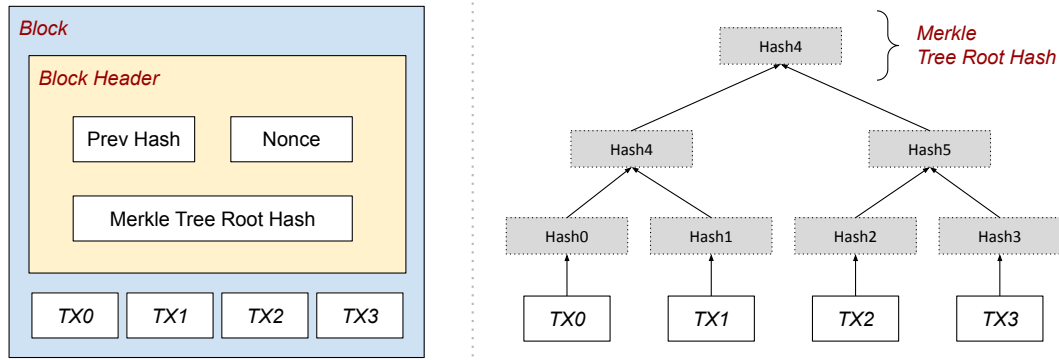 Block
Block Header
Prev Hash
Nonce
Merkle Tree Root Hash
TX0
TX1
TX2
TX3
Hash4
Merkle
Tree Root Hash
Hash4
Hash5
Hash0
Hash1
Hash2
Hash3
TX0
TX1
TX2
TX3